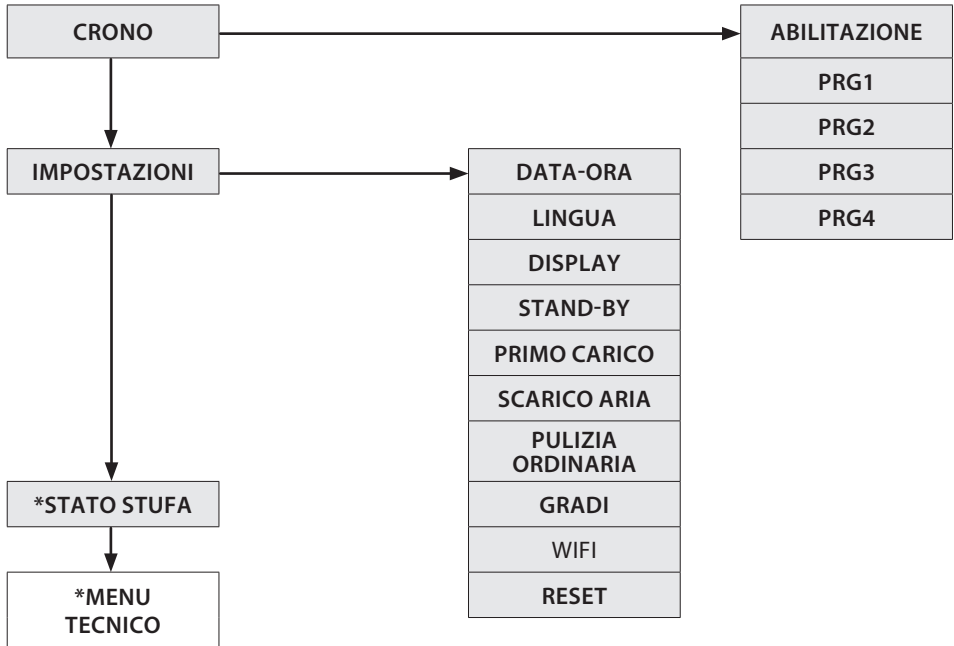 CRONO
ABILITAZIONE
PRG1
PRG2
PRG3
PRG4
IMPOSTAZIONI
DATA-ORA
LINGUA
DISPLAY
STAND-BY
PRIMO CARICO
SCARICO ARIA
PULIZIA
ORDINARIA
GRADI
WIFI
RESET
*STATO STUFA
*MENU
TECNICO